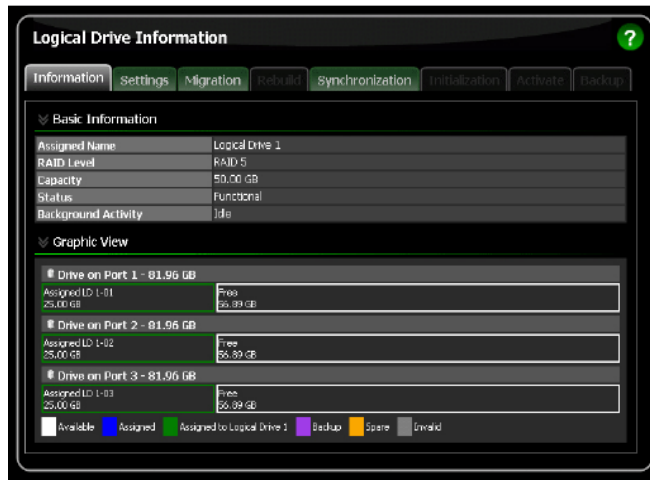 Logical Drive Information
?
Information Settings Migration Rebuild Synchronization Initialization Activate Backup
Basic Information
Assigned Name Logical Drive 1
RAID Level RAID 5
Capacity 50.00 GB
Status Functional
Background Activity Idle
Graphic View
Drive on Port 1 - 81.96 GB
Assigned LD 1-01 Free
25.00 GB 56.89 GB
Drive on Port 2 - 81.96 GB
Assigned LD 1-02 Free
25.00 GB 56.89 GB
Drive on Port 3 - 81.96 GB
Assigned LD 1-03 Free
25.00 GB 56.89 GB
Available Assigned Assigned to Logical Drive 1 Backup Spare Invalid